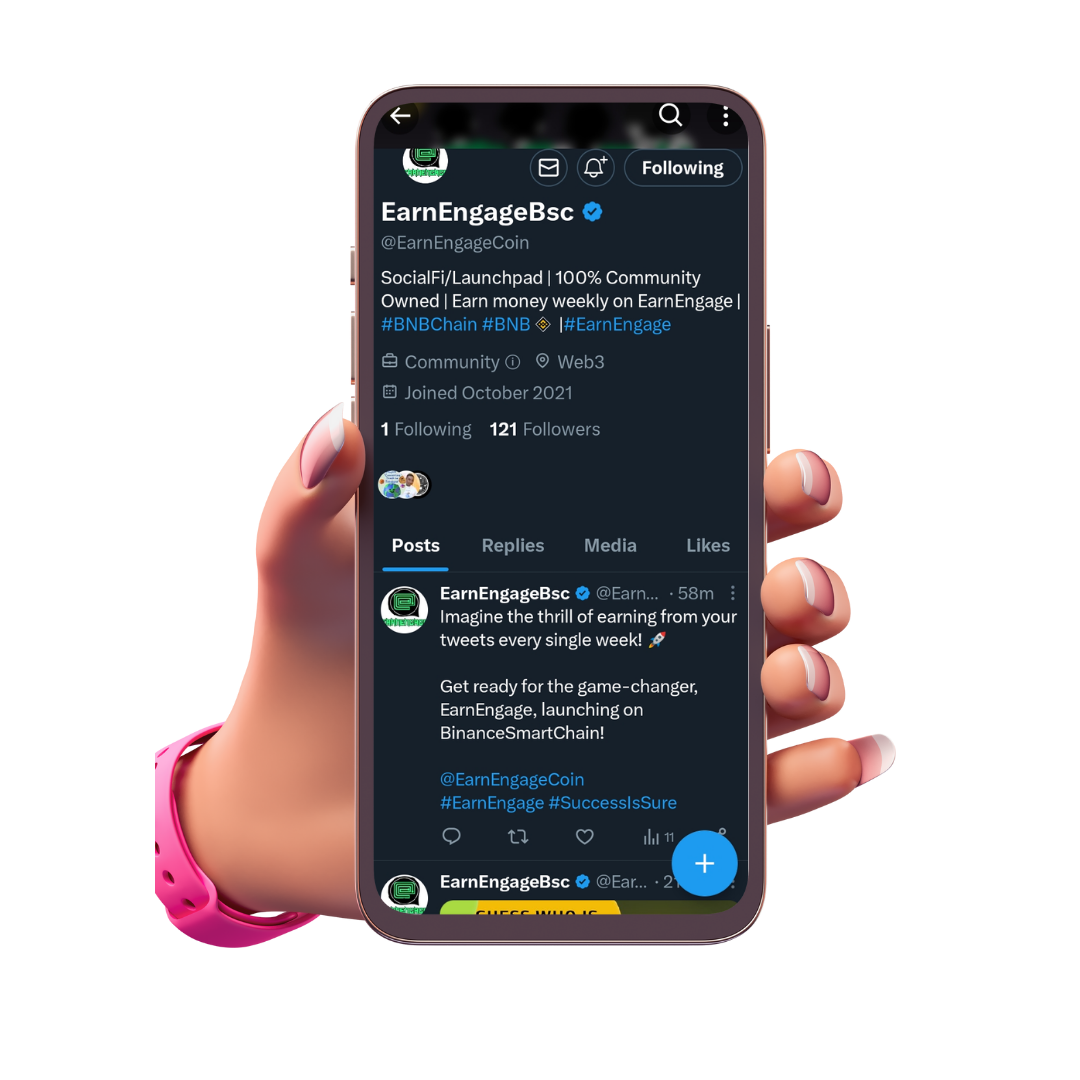 Following
EarnEngageBsc
@EarnEngageCoin
SocialFi/Launchpad | 100% Community
Owned | Earn money weekly on EarnEngage |
#BNBChain #BNB |#EarnEngage
Community Web3
Joined October 2021
1 Following 121 Followers
Posts Replies Media Likes
EarnEngageBsc @Earn... · 58m
Imagine the thrill of earning from your
tweets every single week! 🚀
Get ready for the game-changer,
EarnEngage, launching on
BinanceSmartChain!
@EarnEngageCoin
#EarnEngage #SuccessIsSure
11
EarnEngageBsc @Ear... ·
GUESS WHO IS